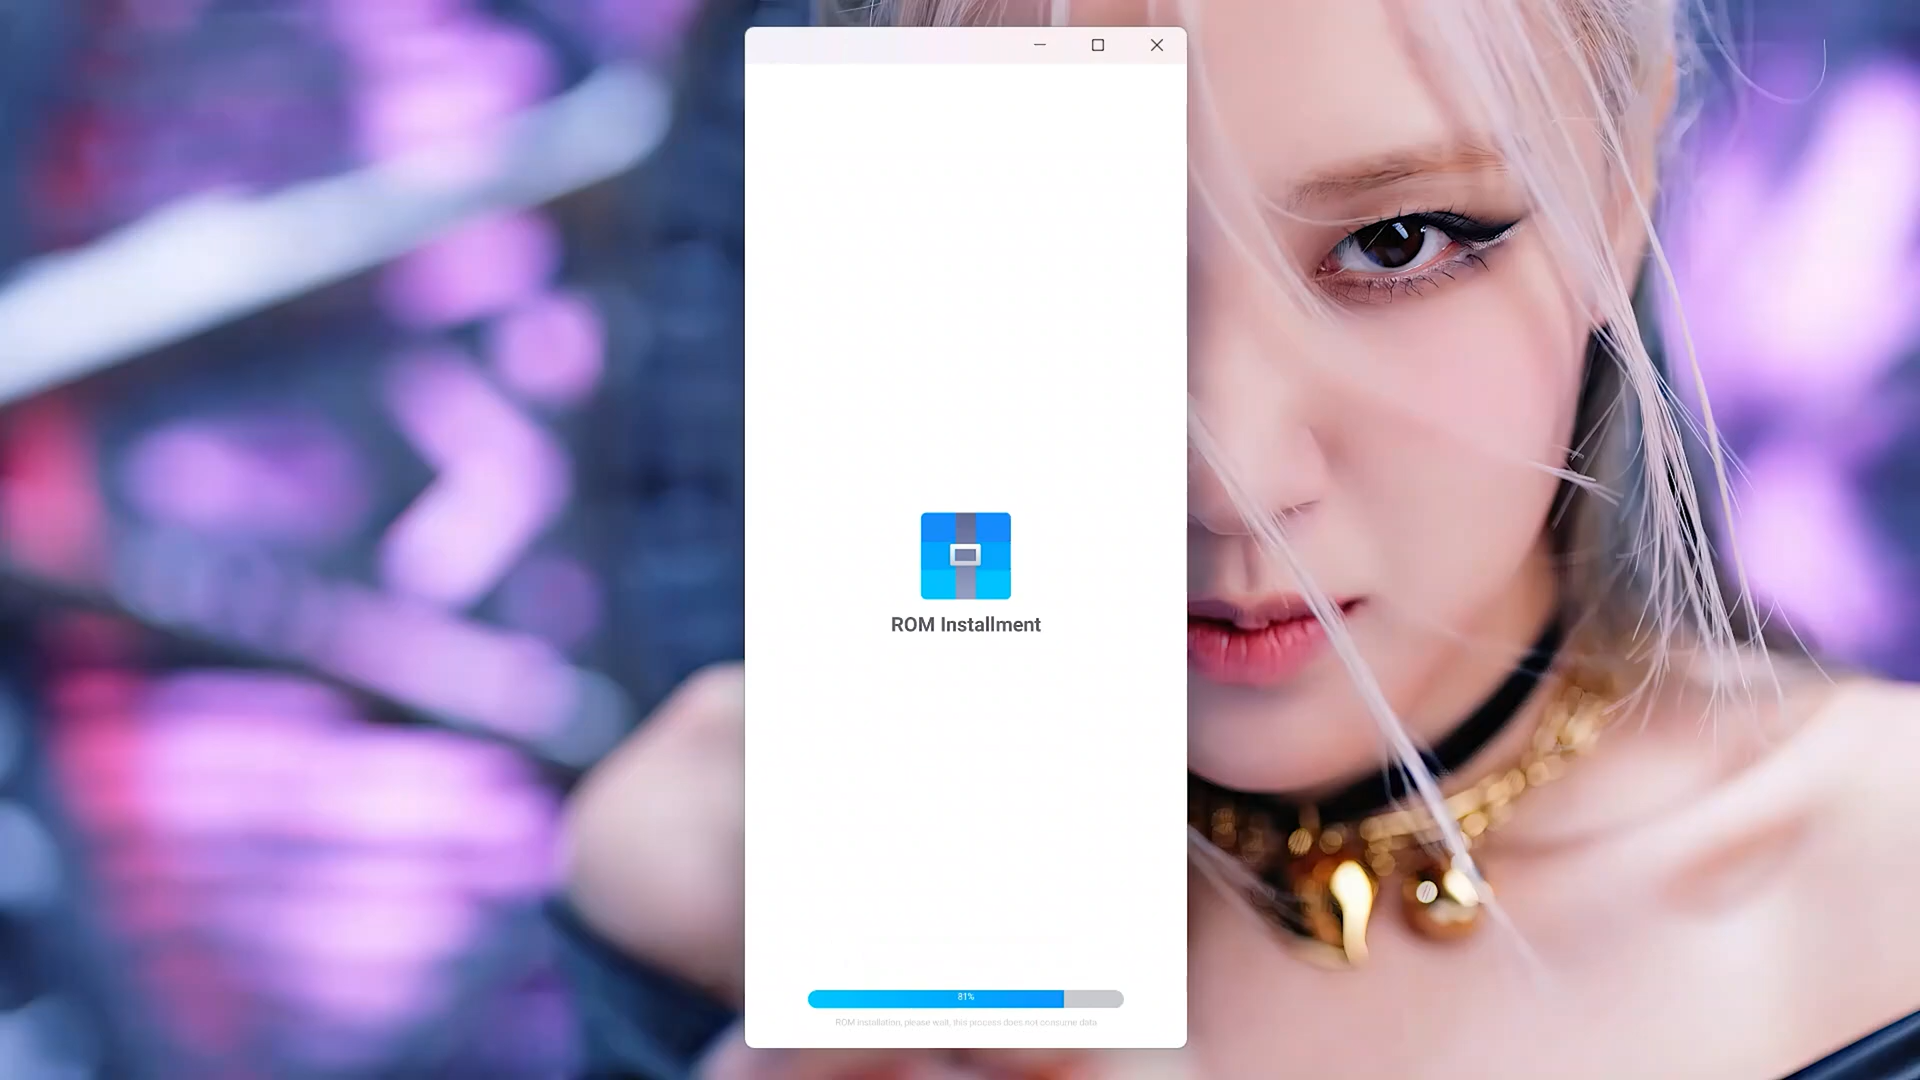 ROM Installment
81%
ROM installation, please wait, this process does not consume data